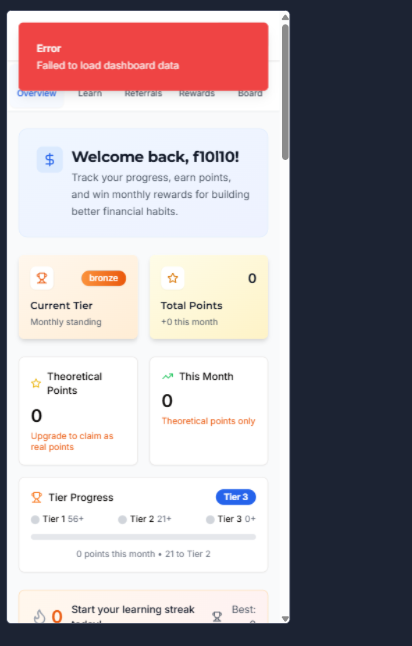 Error
Failed to load dashboard data
Overview Learn Referrals Rewards Board
Welcome back, f10l10!
Track your progress, earn points,
and win monthly rewards for building
better financial habits.
bronze
Current Tier
Monthly standing
0
Total Points
+0 this month
Theoretical
Points
0
Upgrade to claim as
real points
This Month
0
Theoretical points only
Tier Progress
Tier 3
Tier 1 56+ Tier 2 21+ Tier 3 0+
0 points this month • 21 to Tier 2
0
Start your learning streak
Best: